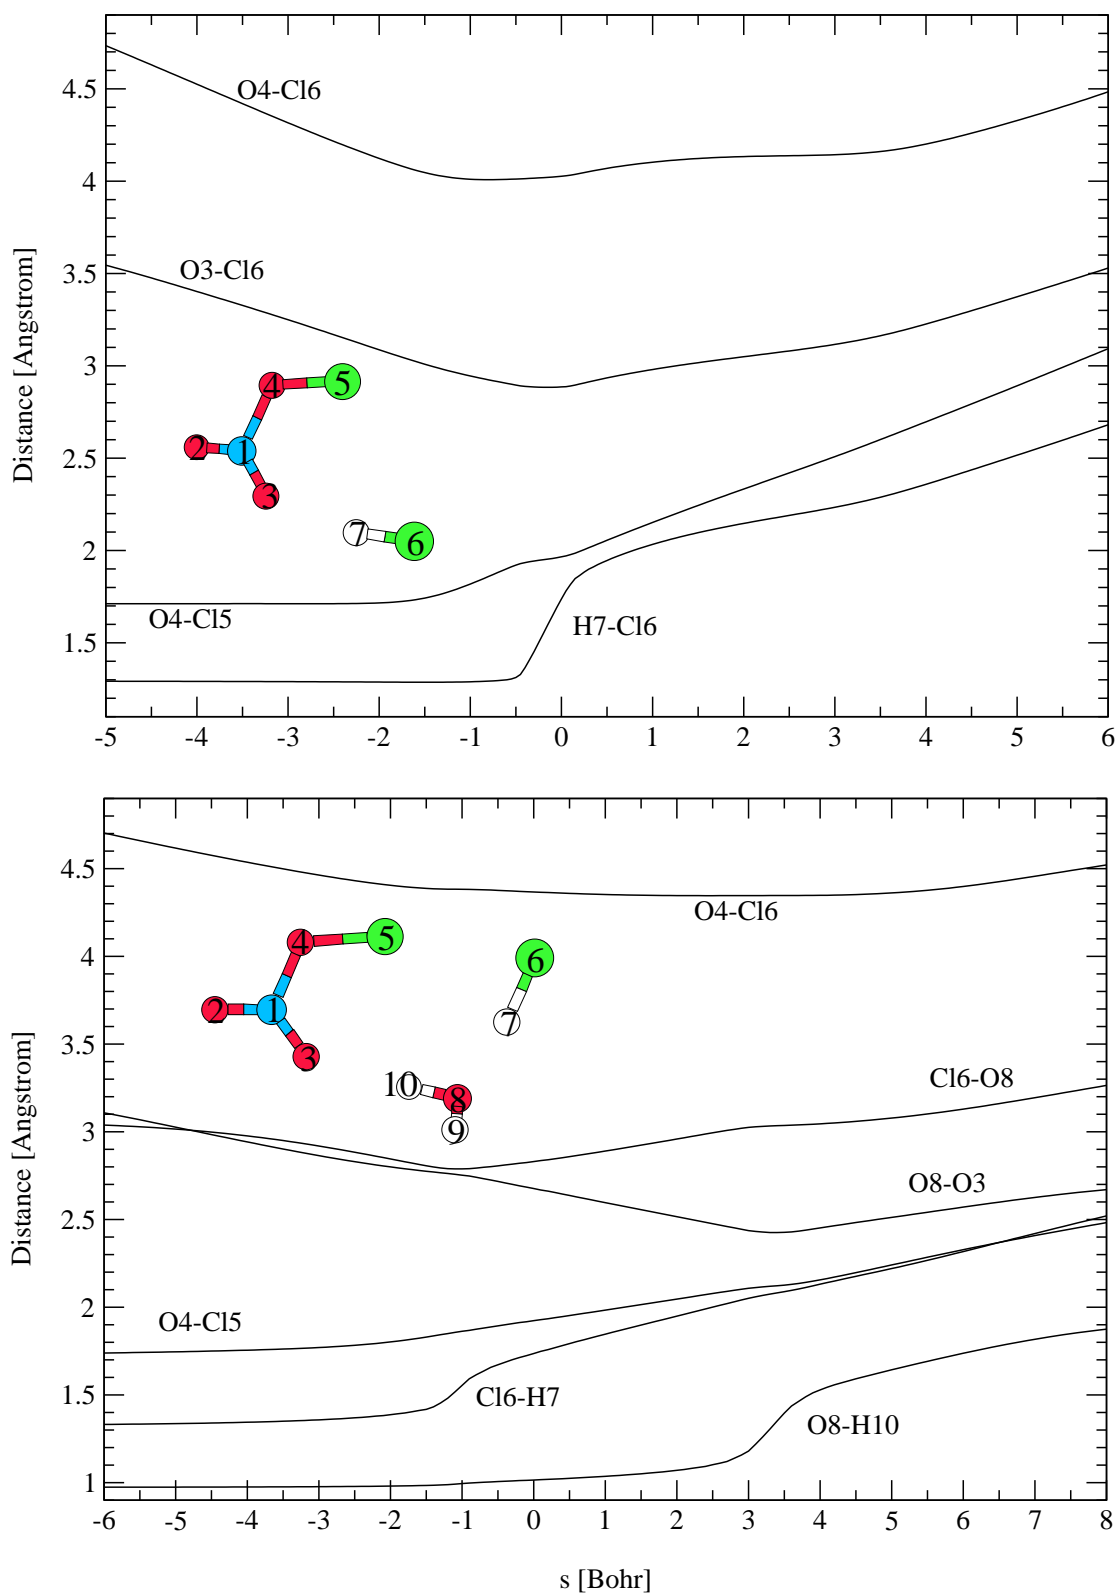 4.5
4
3.5
3
2.5
2
1.5
1
Distance [Angstrom]
O4-Cl6
O3-Cl6
4 5
2 1
3
7 6
O4-Cl5
H7-Cl6
-5 -4 -3 -2 -1 0 1 2 3 4 5 6
4.5
4
3.5
3
2.5
2
1.5
1
Distance [Angstrom]
O4-Cl6
4 5
6
2 1
7
3
10
8
9
Cl6-O8
O8-O3
O4-Cl5
Cl6-H7
O8-H10
-6 -5 -4 -3 -2 -1 0 1 2 3 4 5 6 7 8
s [Bohr]